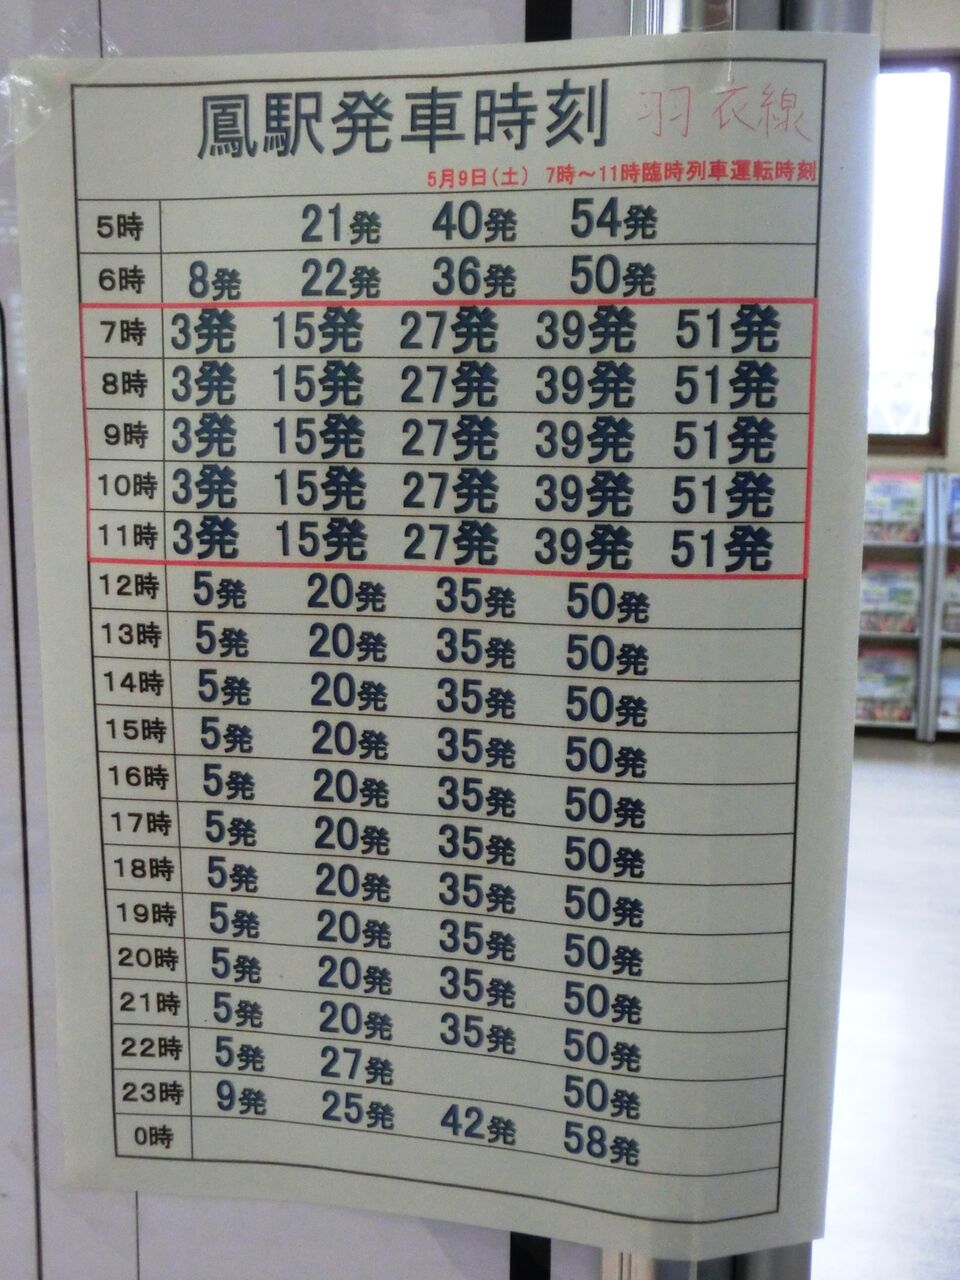 鳳駅発車時刻 羽衣線
5月9日(土) 7時～11時臨時列車運転時刻
5時 21発 40発 54発
6時 8発 22発 36発 50発
7時 3発 15発 27発 39発 51発
8時 3発 15発 27発 39発 51発
9時 3発 15発 27発 39発 51発
10時 3発 15発 27発 39発 51発
11時 3発 15発 27発 39発 51発
12時 5発 20発 35発 50発
13時 5発 20発 35発 50発
14時 5発 20発 35発 50発
15時 5発 20発 35発 50発
16時 5発 20発 35発 50発
17時 5発 20発 35発 50発
18時 5発 20発 35発 50発
19時 5発 20発 35発 50発
20時 5発 20発 35発 50発
21時 5発 20発 35発 50発
22時 5発 27発 50発
23時 9発 25発 42発 58発
0時